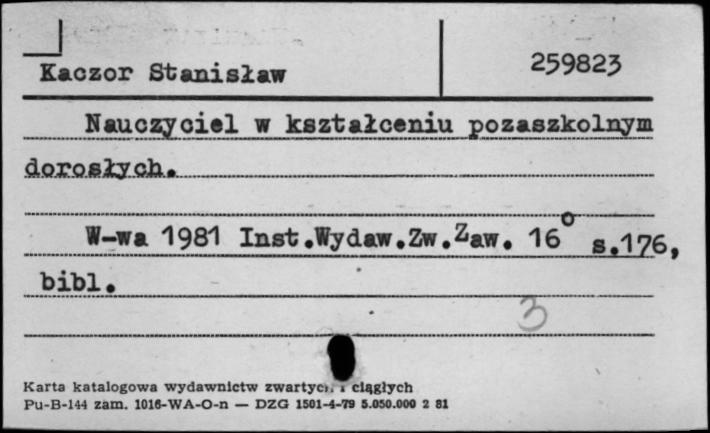 Kaczor Stanisław
259823
Nauczyciel w kształceniu pozaszkolnym
dorosłych.
W-wa 1981 Inst.Wydaw.Zw.Zaw. 16° s.176,
bibl.
3
Karta katalogowa wydawnictw zwartych i ciągłych
Pu-B-144 zam. 1016-WA-O-n — DZG 1501-4-79 5.050.000 2 81